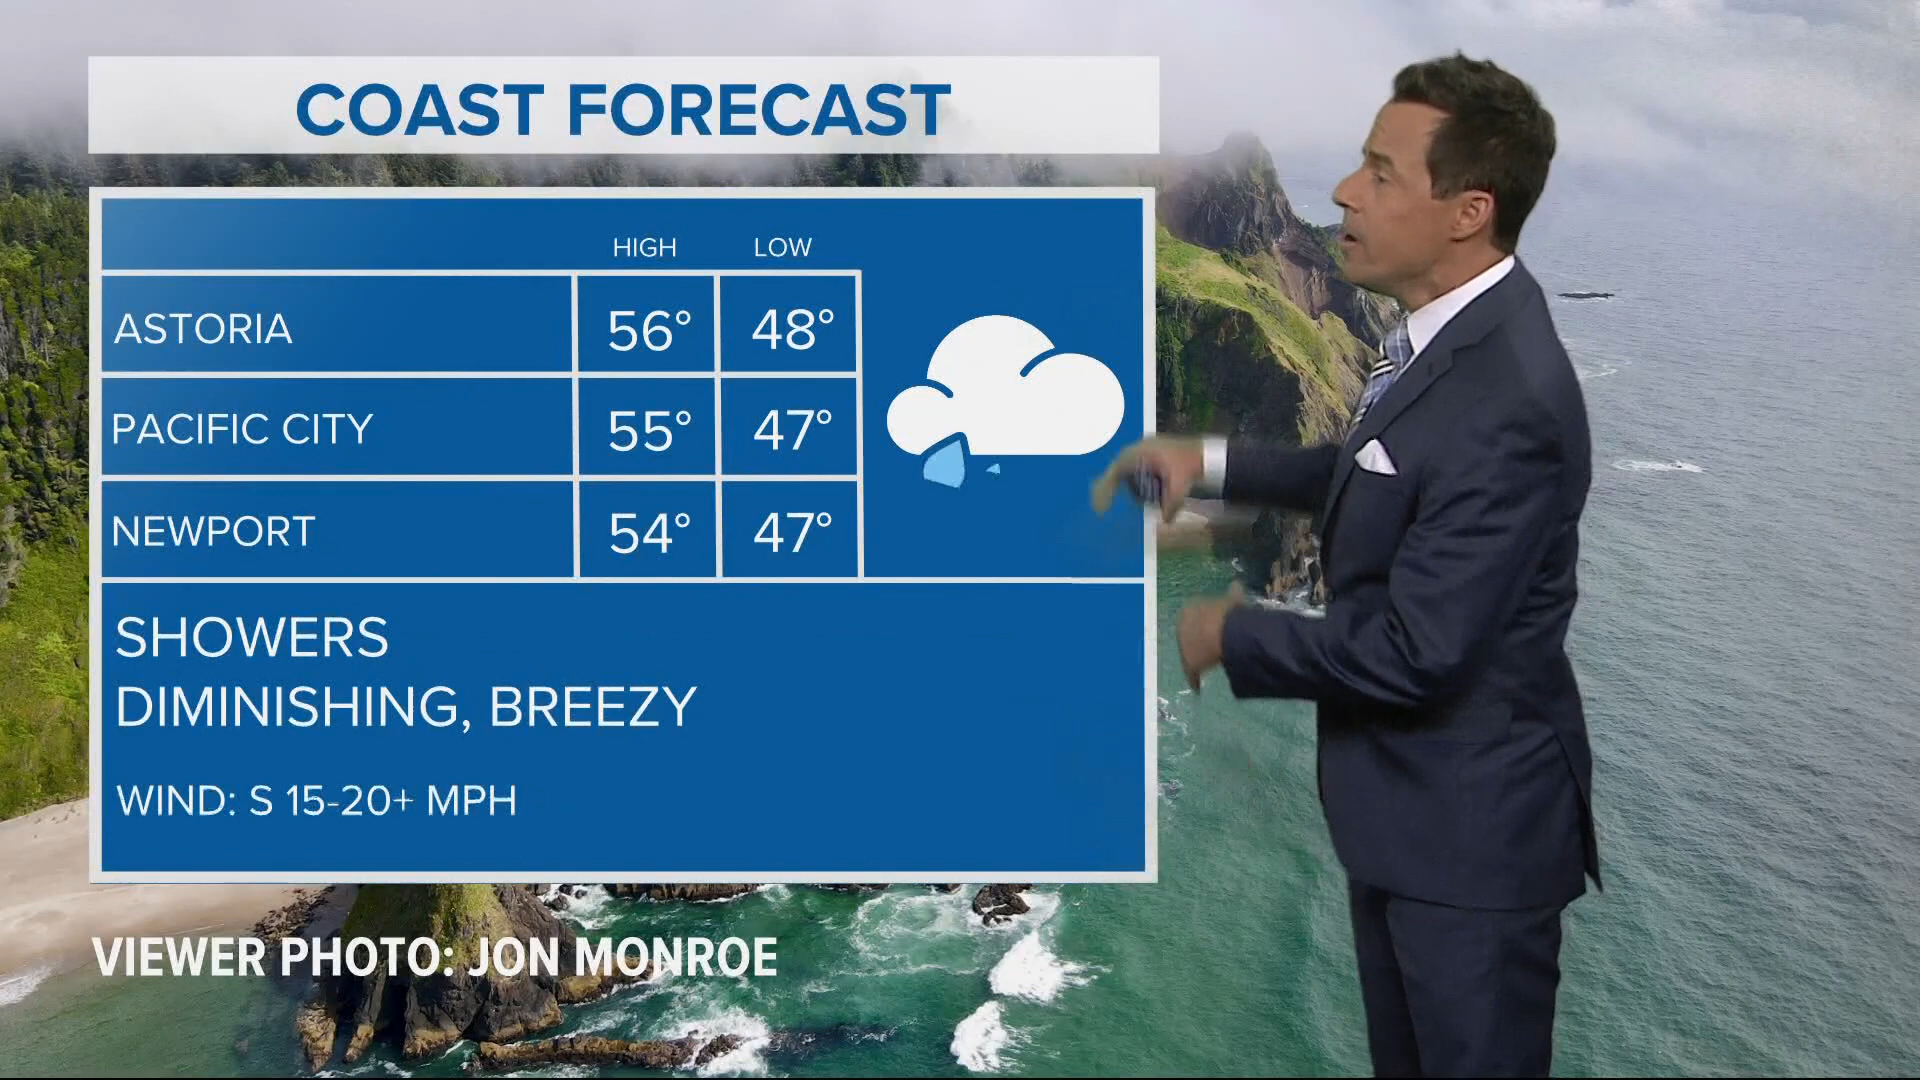 COAST FORECAST
HIGH LOW
ASTORIA 56° 48°
PACIFIC CITY 55° 47°
NEWPORT 54° 47°
SHOWERS
DIMINISHING, BREEZY
WIND: S 15-20+ MPH
VIEWER PHOTO: JON MONROE